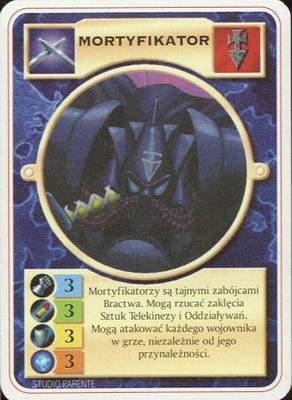 MORTYFIKATOR
3
3
3
3
Mortyfikatorzy są tajnymi zabójcami
Bractwa. Mogą rzucać zaklęcia
Sztuk Telekinezy i Oddziaływań.
Mogą atakować każdego wojownika
w grze, niezależnie od jego
przynależności.
STUDIO PARENTE